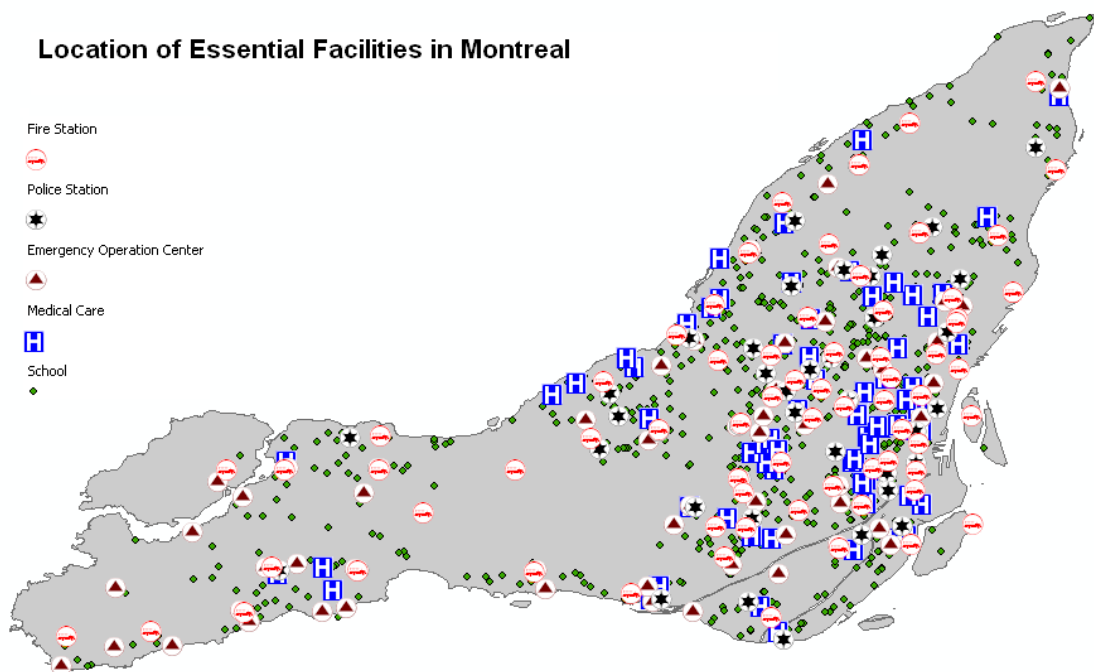 Location of Essential Facilities in Montreal
Fire Station
Police Station
Emergency Operation Center
Medical Care
H
School